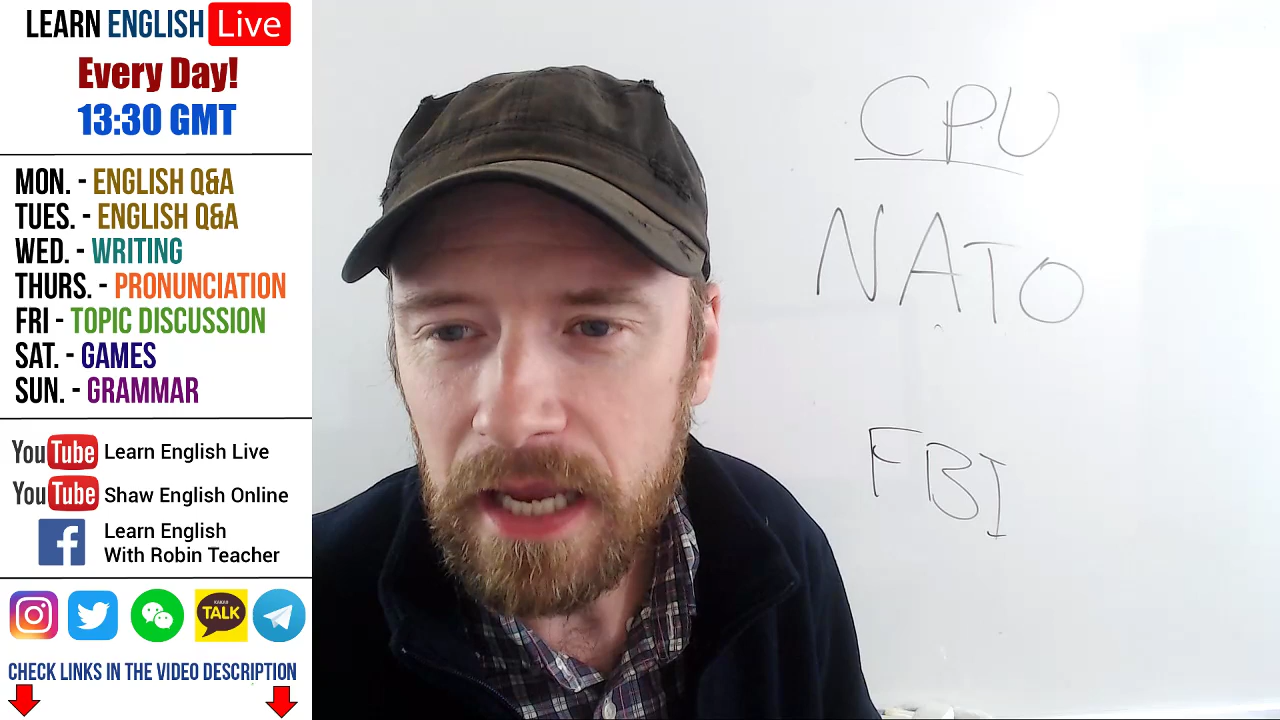 LEARN ENGLISH Live
Every Day!
13:30 GMT
MON. - ENGLISH Q&A
TUES. - ENGLISH Q&A
WED. - WRITING
THURS. - PRONUNCIATION
FRI - TOPIC DISCUSSION
SAT. - GAMES
SUN. - GRAMMAR
YouTube Learn English Live
YouTube Shaw English Online
f Learn English
With Robin Teacher
KAKAO
TALK
CHECK LINKS IN THE VIDEO DESCRIPTION
CPU
NATO
FBI